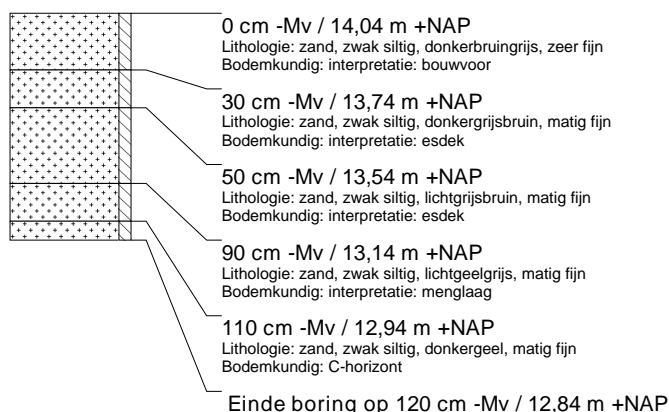 0 cm -Mv / 14,04 m +NAP
Lithologie: zand, zwak siltig, donkerbruingrijs, zeer fijn
Bodemkundig: interpretatie: bouwvoor
30 cm -Mv / 13,74 m +NAP
Lithologie: zand, zwak siltig, donkergrijsbruin, matig fijn
Bodemkundig: interpretatie: esdek
50 cm -Mv / 13,54 m +NAP
Lithologie: zand, zwak siltig, lichtgrijsbruin, matig fijn
Bodemkundig: interpretatie: esdek
90 cm -Mv / 13,14 m +NAP
Lithologie: zand, zwak siltig, lichtgeelgrijs, matig fijn
Bodemkundig: interpretatie: menglaag
110 cm -Mv / 12,94 m +NAP
Lithologie: zand, zwak siltig, donkergeel, matig fijn
Bodemkundig: C-horizont
Einde boring op 120 cm -Mv / 12,84 m +NAP